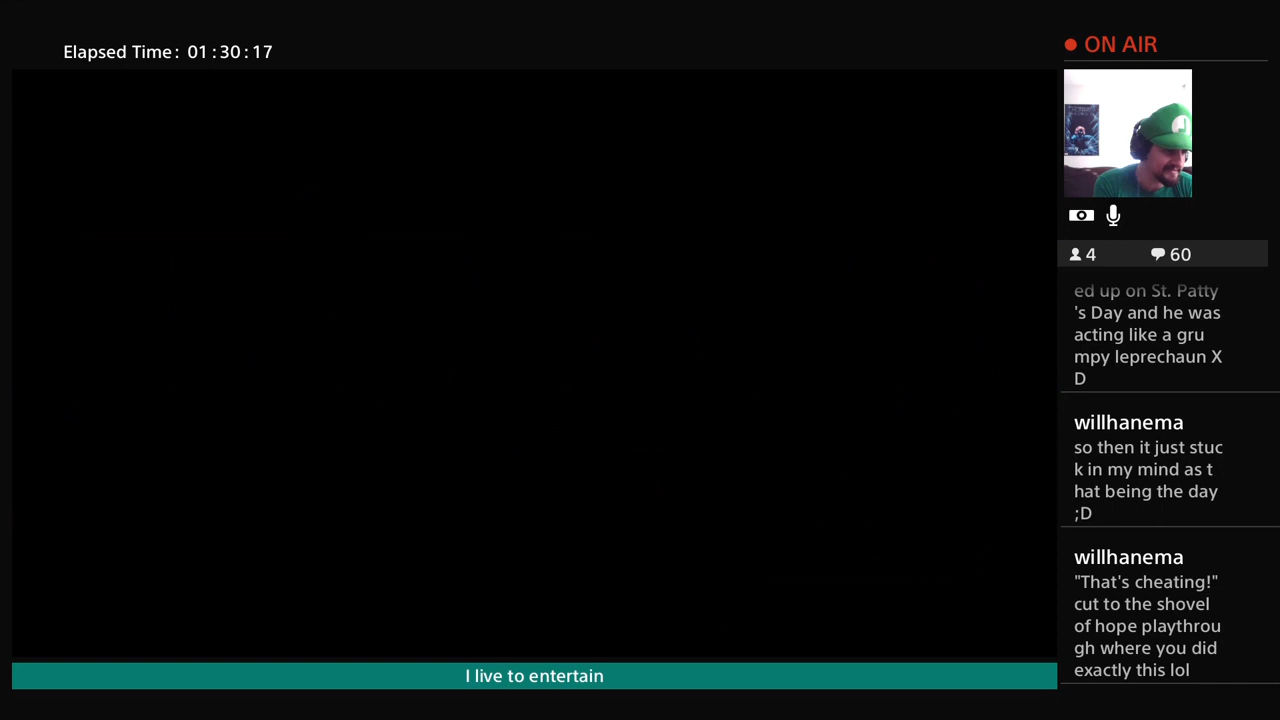 Elapsed Time: 01:30:17
ON AIR
4 60
ed up on St. Patty
's Day and he was
acting like a gru
mpy leprechaun X
D
willhanema
so then it just stuc
k in my mind as t
hat being the day
;D
willhanema
"That's cheating!"
cut to the shovel
of hope playthrou
gh where you did
exactly this lol
I live to entertain